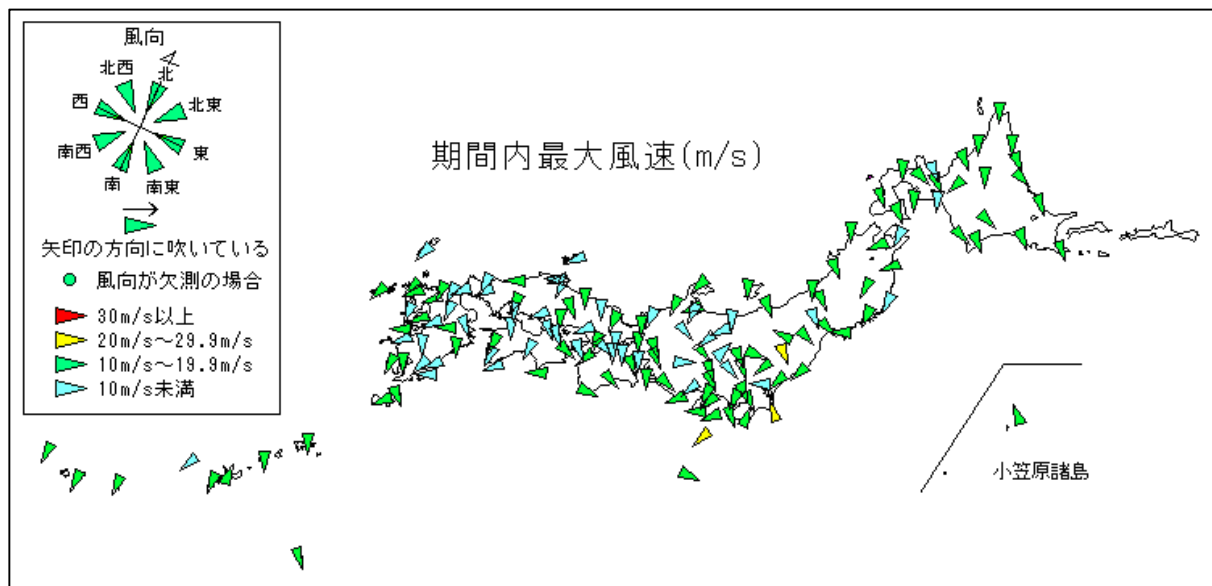 風向
北西
北
西
北東
南西
東
南
南東
矢印の方向に吹いている
風向が欠測の場合
30m/s以上
20m/s～29.9m/s
10m/s～19.9m/s
10m/s未満
期間内最大風速(m/s)
小笠原諸島